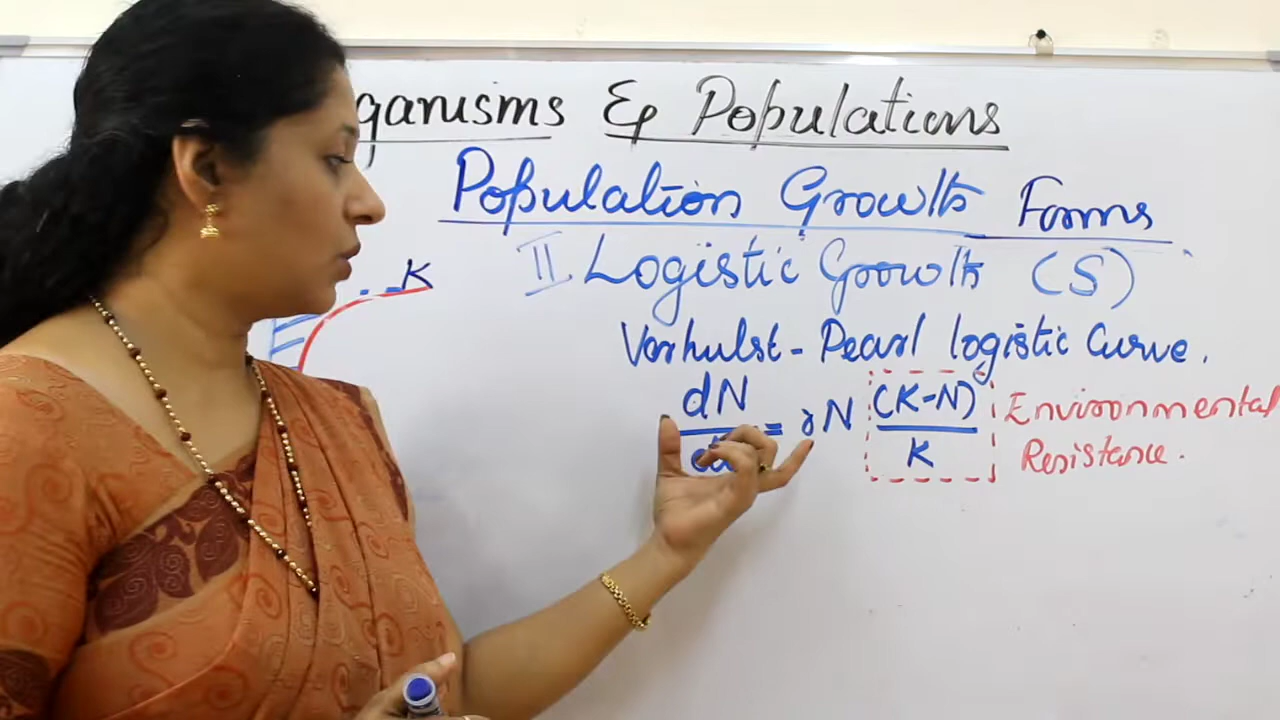 ganisms & Populations
Population Growth Forms
II Logistic Growth (S)
K
Verhulst - Pearl logistic Curve.
dN
= rN (K-N)
K
Environmental
Resistance.